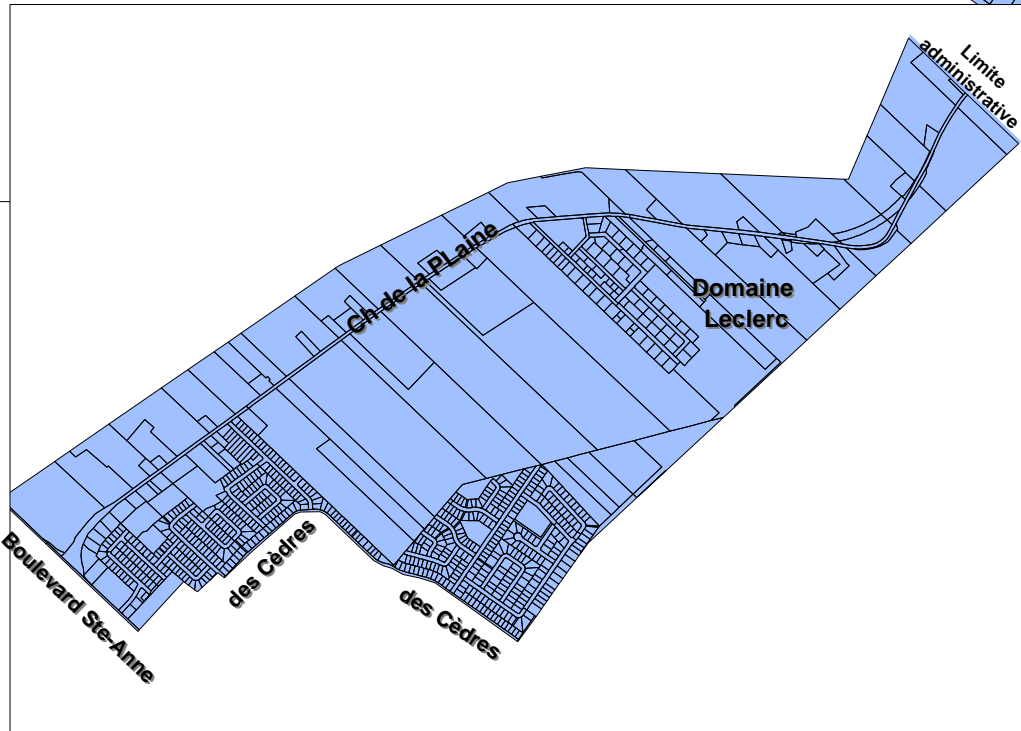 Limite
administrative
Ch de la PLaine
Domaine
Leclerc
des Cèdres
Boulevard Ste-Anne
des Cèdres